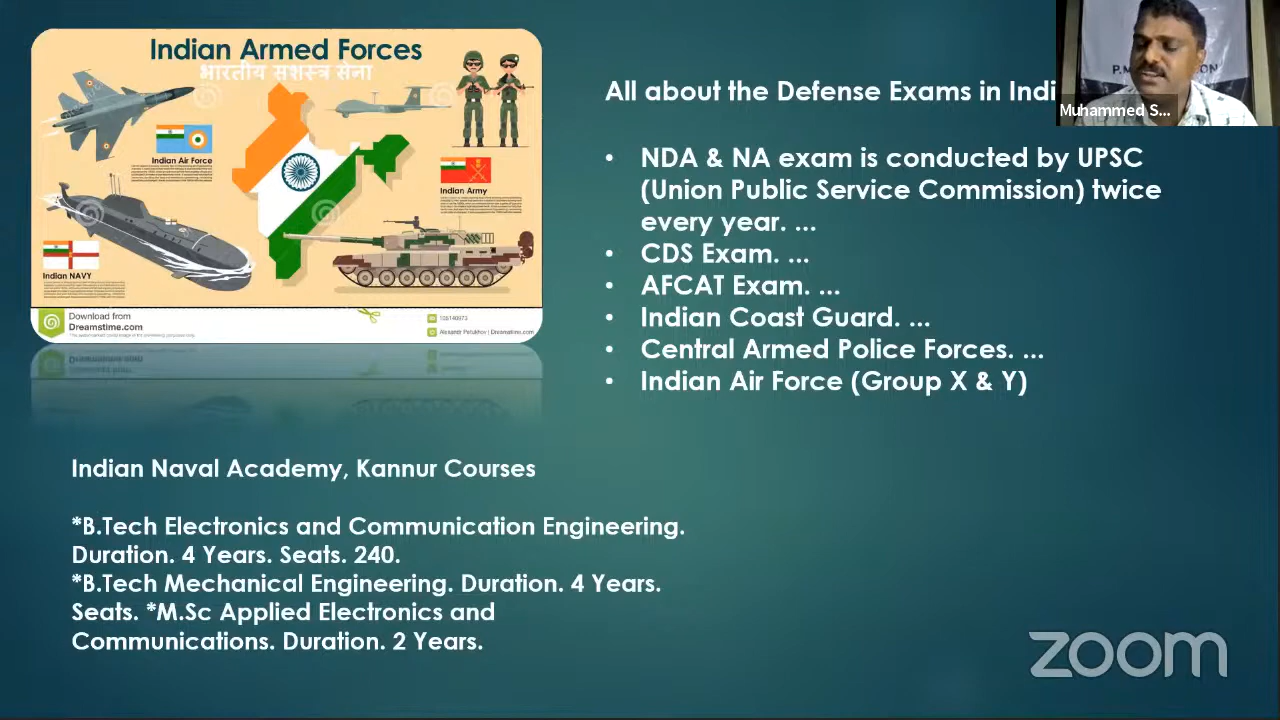 Indian Armed Forces
भारतीय सशस्त्र सेना
Indian Air Force
Indian Army
Indian NAVY
Download from
Dreamstime.com
Alexandr Petukhov | Dreamstime.com
All about the Defense Exams in Indi
• NDA & NA exam is conducted by UPSC
(Union Public Service Commission) twice
every year. ...
• CDS Exam. ...
• AFCAT Exam. ...
• Indian Coast Guard. ...
• Central Armed Police Forces. ...
• Indian Air Force (Group X & Y)
Muhammed S...
Indian Naval Academy, Kannur Courses
*B.Tech Electronics and Communication Engineering.
Duration. 4 Years. Seats. 240.
*B.Tech Mechanical Engineering. Duration. 4 Years.
Seats. *M.Sc Applied Electronics and
Communications. Duration. 2 Years.
zoom